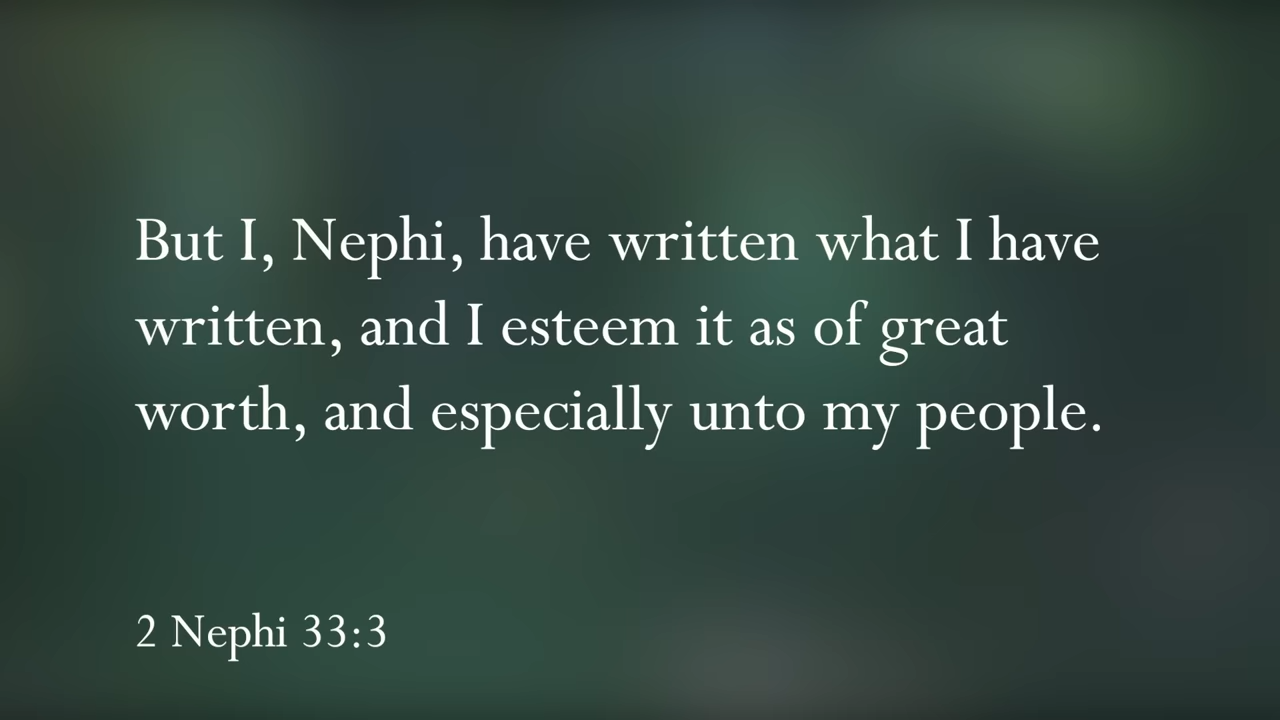 But I, Nephi, have written what I have
written, and I esteem it as of great
worth, and especially unto my people.
2 Nephi 33:3